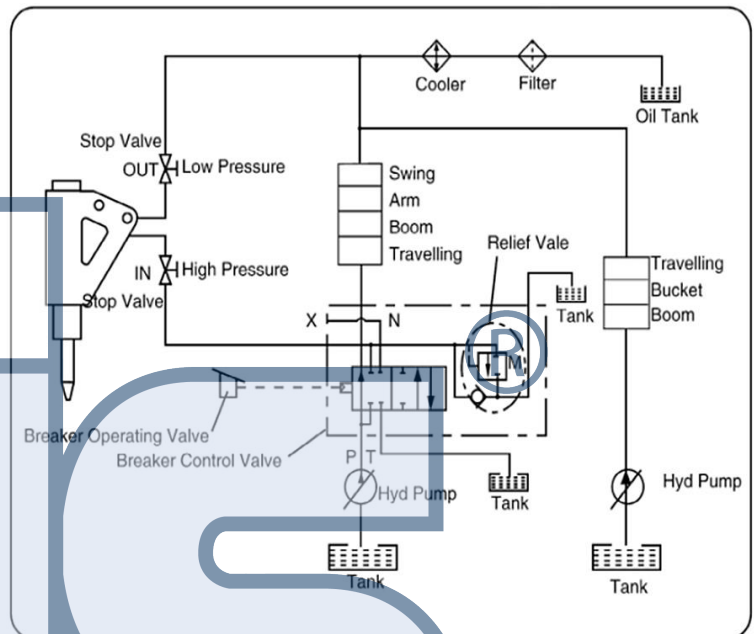 Cooler
Filter
Oil Tank
Stop Valve
OUT
Low Pressure
Swing
Arm
Boom
Travelling
Relief Vale
IN
High Pressure
Stop Valve
Travelling
Bucket
Boom
Tank
X
N
®
M
Breaker Operating Valve
Breaker Control Valve
P
T
Hyd Pump
Tank
Hyd Pump
Tank
Tank